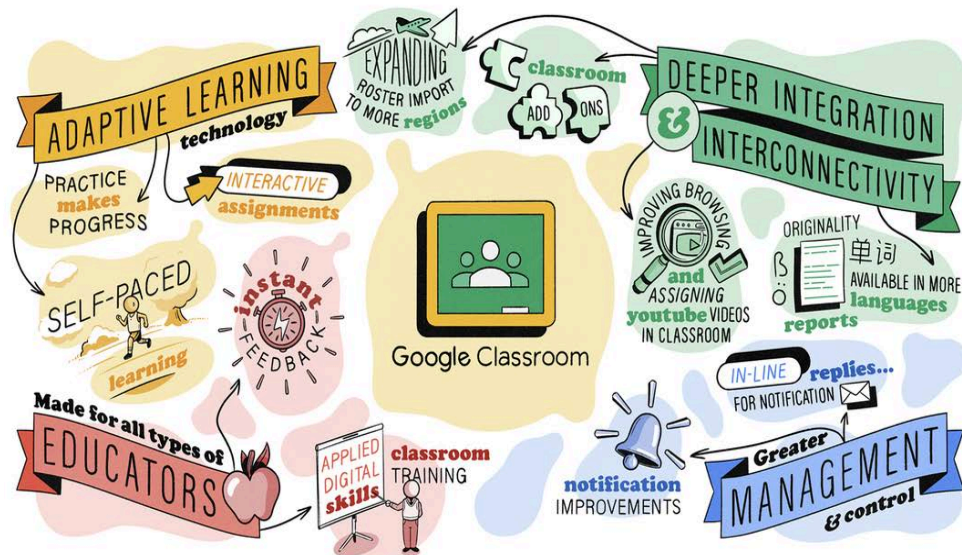 ADAPTIVE LEARNING
technology
PRACTICE
makes
PROGRESS
INTERACTIVE
assignments
SELF-PACED
learning
EXPANDING
ROSTER IMPORT
TO MORE regions
classroom
ADD ONS
DEEPER INTEGRATION
&
INTERCONNECTIVITY
IMPROVING BROWSING
and
ASSIGNING
youtube VIDEOS
IN CLASSROOM
ORIGINALITY
reports
ß
单词
AVAILABLE IN MORE
languages
Google Classroom
instant
FEEDBACK
Made for all types of
EDUCATORS
APPLIED
DIGITAL
skills
classroom
TRAINING
notification
IMPROVEMENTS
IN-LINE replies...
FOR NOTIFICATION
Greater
MANAGEMENT
& control